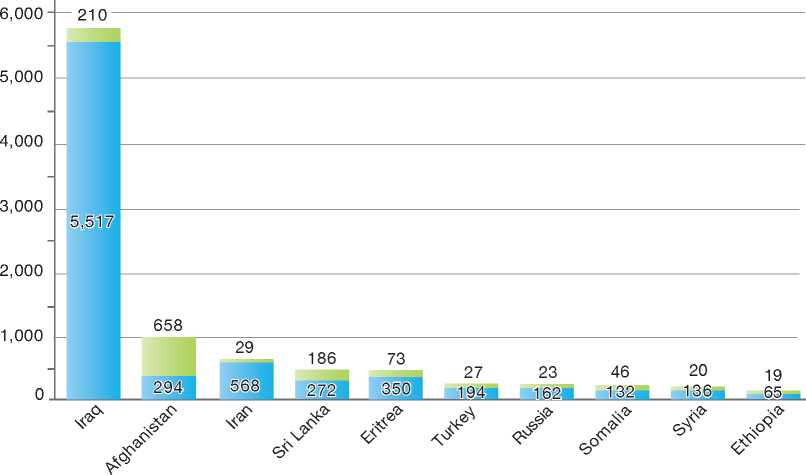 6,000
5,000
4,000
3,000
2,000
1,000
0
210
5,517
658
294
29
568
186
272
73
350
27
194
23
162
46
132
20
136
19
65
Iraq
Afghanistan
Iran
Sri Lanka
Eritrea
Turkey
Russia
Somalia
Syria
Ethiopia